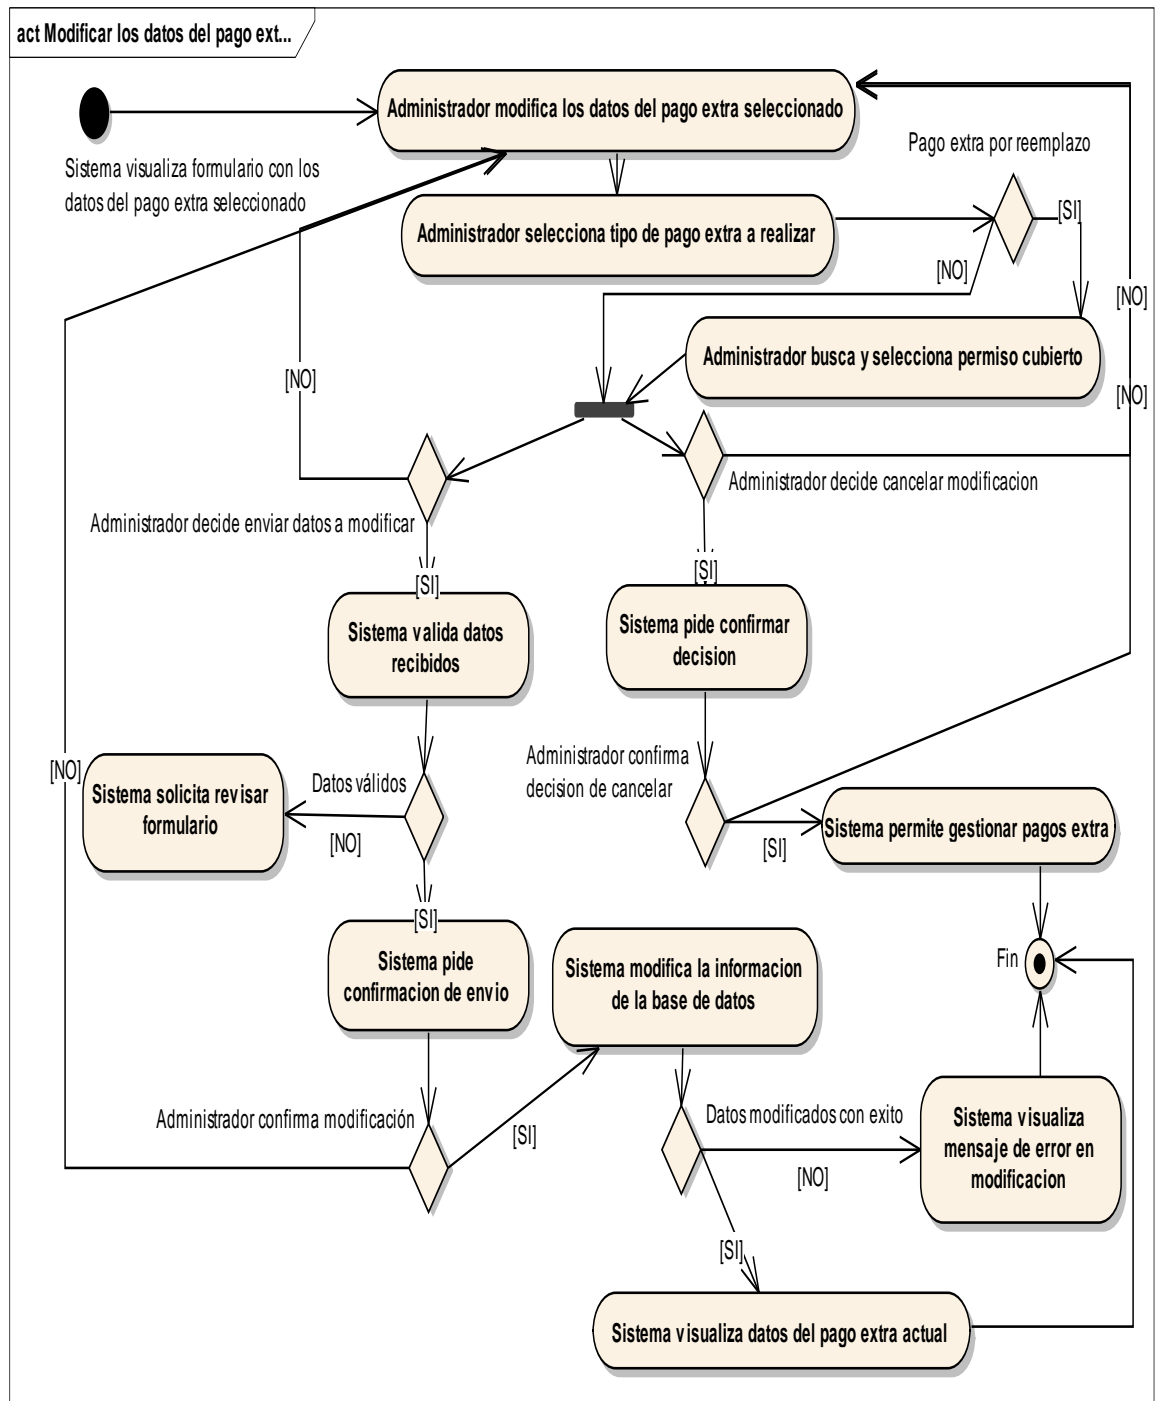 act Modificar los datos del pago ext...
Administrador modifica los datos del pago extra seleccionado
Sistema visualiza formulario con los
datos del pago extra seleccionado
Pago extra por reemplazo
[SI]
Administrador selecciona tipo de pago extra a realizar
[NO]
[NO]
Administrador busca y selecciona permiso cubierto
[NO]
[NO]
Administrador decide cancelar modificacion
Administrador decide enviar datos a modificar
[SI]
[SI]
Sistema valida datos
recibidos
Sistema pide confirmar
decision
Administrador confirma
decision de cancelar
[NO]
Sistema solicita revisar
formulario
Datos válidos
[NO]
[SI]
Sistema permite gestionar pagos extra
[SI]
Sistema pide
confirmacion de envio
Sistema modifica la informacion
de la base de datos
Fin
Administrador confirma modificación
[SI]
Datos modificados con exito
[NO]
Sistema visualiza
mensaje de error en
modificacion
[SI]
Sistema visualiza datos del pago extra actual